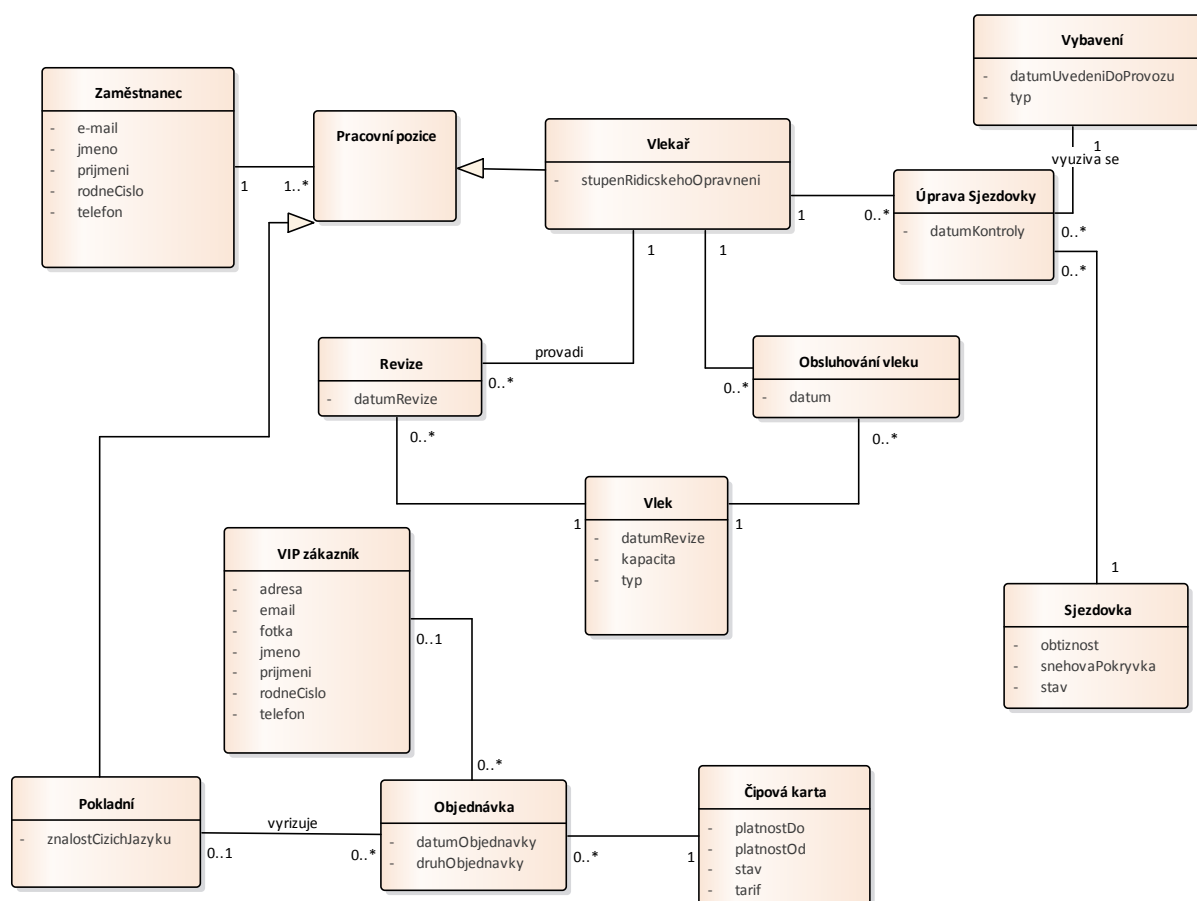 Vybavení
- datumUvedeniDoProvozu
- typ
Zaměstnanec
- e-mail
- jmeno
- prijmeni
- rodneCislo
- telefon
Pracovní pozice
Vlekař
- stupenRidicskehoOpravneni
1
vyuziva se
Úprava Sjezdovky
- datumKontroly
1
1..*
1
0..*
0..*
0..*
1
1
Revize
- datumRevize
provadi
0..*
Obsluhování vleku
- datum
0..*
0..*
0..*
Vlek
- datumRevize
- kapacita
- typ
1
1
VIP zákazník
- adresa
- email
- fotka
- jmeno
- prijmeni
- rodneCislo
- telefon
0..1
1
Sjezdovka
- obtiznost
- snehovaPokryvka
- stav
0..*
Pokladní
- znalostCizichJazyku
vyrizuje
0..1
0..*
Objednávka
- datumObjednavky
- druhObjednavky
0..*
1
Čipová karta
- platnostDo
- platnostOd
- stav
- tarif